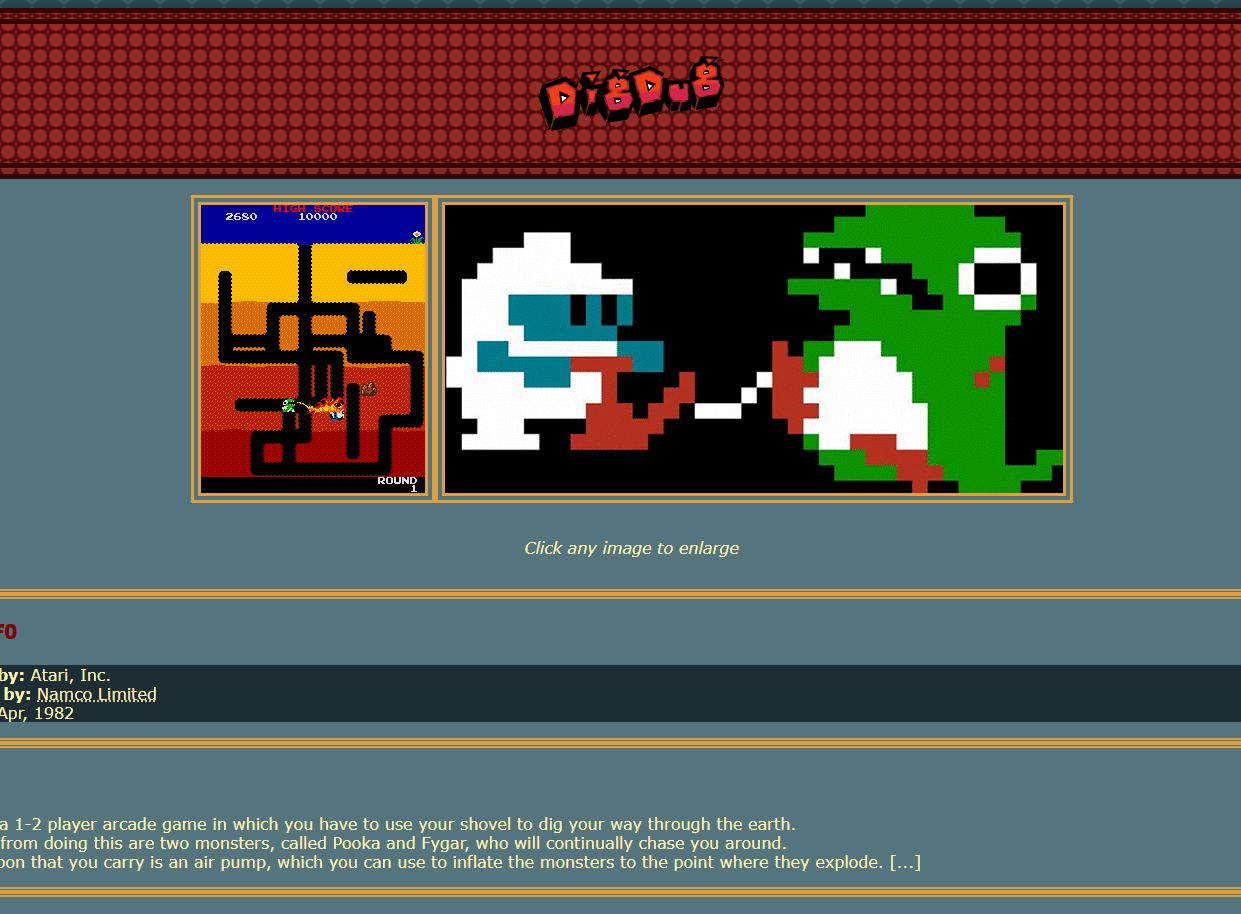 DigDug
HIGH SCORE
2680 10000
ROUND
1
Click any image to enlarge
FO
by: Atari, Inc.
by: Namco Limited
Apr, 1982
a 1-2 player arcade game in which you have to use your shovel to dig your way through the earth.
from doing this are two monsters, called Pooka and Fygar, who will continually chase you around.
pon that you carry is an air pump, which you can use to inflate the monsters to the point where they explode. [...]